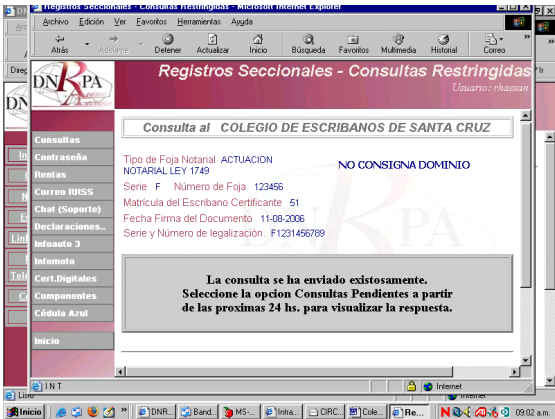 Registros Seccionales - Consultas Restringidas - Microsoft Internet Explorer
Archivo Edición Ver Favoritos Herramientas Ayuda
Atrás Adelante Detener Actualizar Inicio Búsqueda Favoritos Multimedia Historial Correo
DNRPA
Registros Seccionales - Consultas Restringidas
Usuario: rhassan
Consulta al COLEGIO DE ESCRIBANOS DE SANTA CRUZ
Consultas
Contraseña
Rentas
Correo RRSS
Chat (Soporte)
Declaraciones..
Infoauto 3
Infomoto
Cert.Digitales
Componentes
Cédula Azul
Inicio
Tipo de Foja Notarial ACTUACION
NOTARIAL LEY 1749
NO CONSIGNA DOMINIO
Serie F Número de Foja 123456
Matrícula del Escribano Certificante 51
Fecha Firma del Documento 11-08-2006
Serie y Número de legalización. F1231456789
La consulta se ha enviado existosamente.
Seleccione la opcion Consultas Pendientes a partir
de las proximas 24 hs. para visualizar la respuesta.
I N T
Internet
Listo
Inicio
DNR...
Band...
MS-...
Intra...
CIRC...
Cole...
Re...
09:02 a.m.